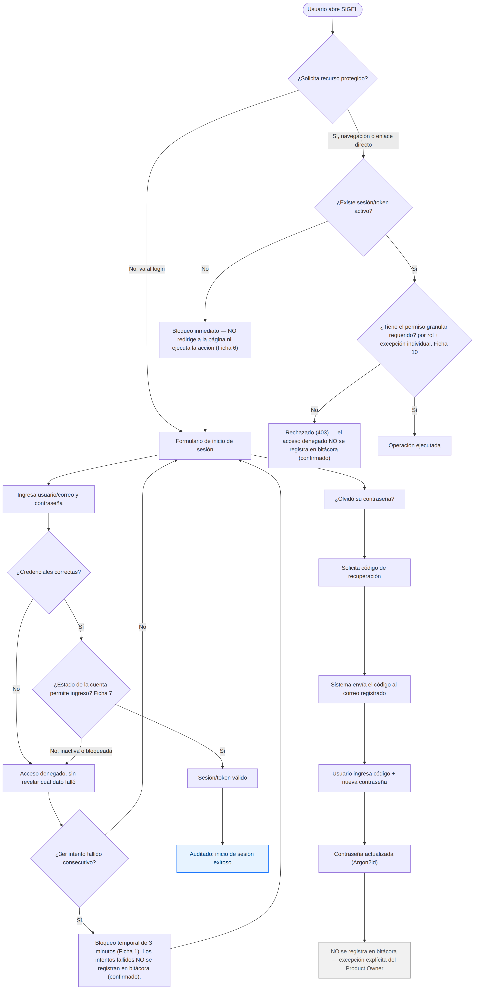 Usuario abre SIGEL
¿Solicita recurso protegido?
Sí, navegación o enlace
directo
¿Existe sesión/token
activo?
No, va al login
No
Sí
¿Tiene el permiso granular
requerido? por rol +
excepción individual, Ficha
10
Bloqueo inmediato — NO
redirige a la página ni
ejecuta la acción (Ficha 6)
No
Sí
Formulario de inicio de
sesión
Rechazado (403) — el
acceso denegado NO se
registra en bitácora
(confirmado)
Operación ejecutada
Ingresa usuario/correo y
contraseña
¿Olvidó su contraseña?
¿Credenciales correctas?
Solicita código de
recuperación
Sí
No
No
¿Estado de la cuenta
permite ingreso? Ficha 7
Sistema envía el código al
correo registrado
No, inactiva o bloqueada
Sí
Acceso denegado, sin
revelar cuál dato falló
Sesión/token válido
Usuario ingresa código +
nueva contraseña
¿3er intento fallido
consecutivo?
Auditado: inicio de sesión
exitoso
Contraseña actualizada
(Argon2id)
Sí
Bloqueo temporal de 3
minutos (Ficha 1). Los
intentos fallidos NO se
registran en bitácora
(confirmado).
NO se registra en bitácora
— excepción explícita del
Product Owner